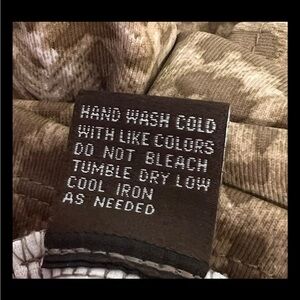 HAND WASH COLD
WITH LIKE COLORS
DO NOT BLEACH
TUMBLE DRY LOW
COOL IRON
AS NEEDED